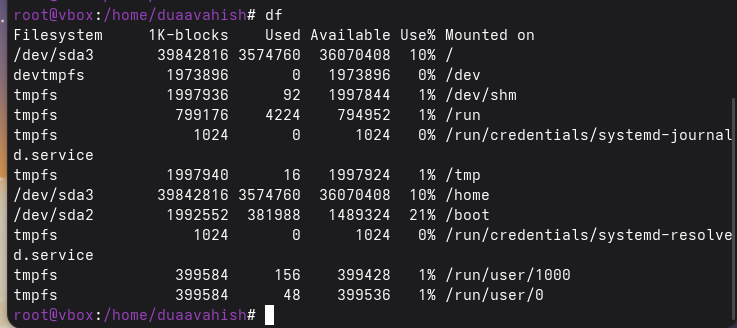 root@vbox:/home/duaavahish# df
Filesystem     1K-blocks    Used Available Use% Mounted on
/dev/sda3       39842816 3574760  36070408  10% /
devtmpfs         1973896       0   1973896   0% /dev
tmpfs            1997936      92   1997844   1% /dev/shm
tmpfs             799176    4224    794952   1% /run
tmpfs               1024       0      1024   0% /run/credentials/systemd-journal
d.service
tmpfs            1997940      16   1997924   1% /tmp
/dev/sda3       39842816 3574760  36070408  10% /home
/dev/sda2        1992552  381988   1489324  21% /boot
tmpfs               1024       0      1024   0% /run/credentials/systemd-resolve
d.service
tmpfs             399584     156    399428   1% /run/user/1000
tmpfs             399584      48    399536   1% /run/user/0
root@vbox:/home/duaavahish#